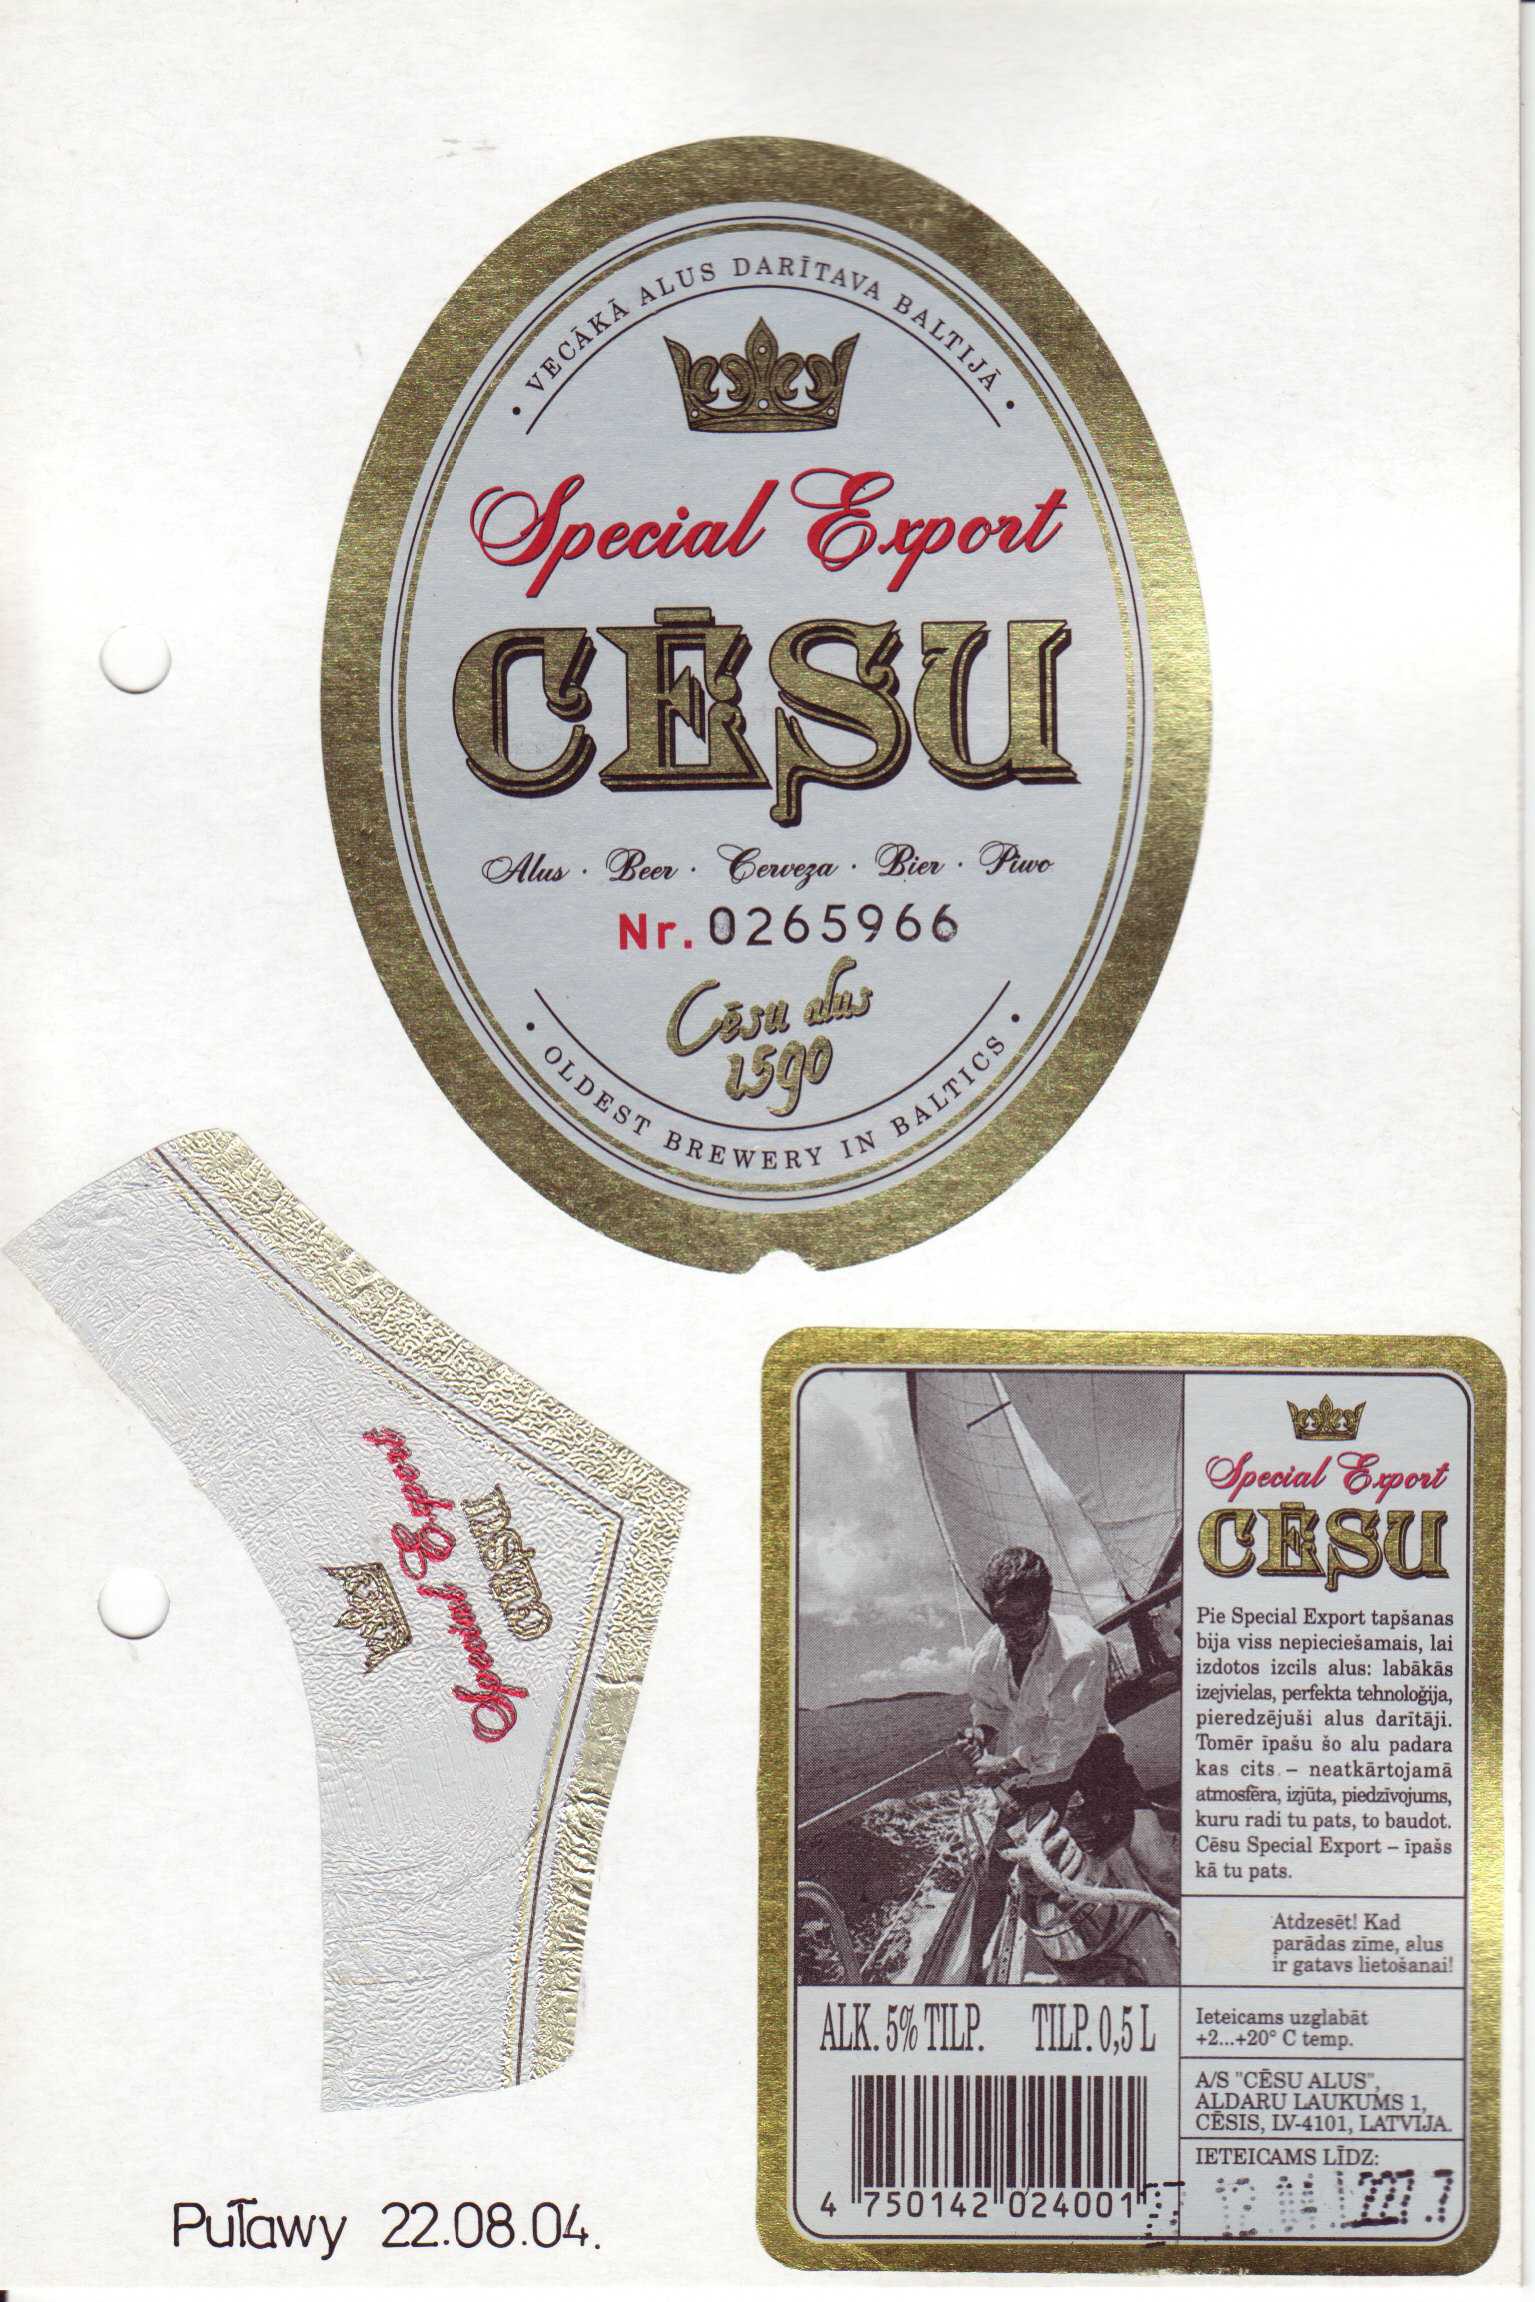 VECĀKĀ ALUS DARĪTAVA BALTIJĀ
Special Export
CĒSU
Alus · Beer · Cerveza · Bier · Piwo
Nr. 0265966
Cēsu alus
1590
OLDEST BREWERY IN BALTICS
Special Export
CĒSU
Special Export
CĒSU
Pie Special Export tapšanas
bija viss nepieciešamais, lai
izdotos izcils alus: labākās
izejvielas, perfekta tehnoloģija,
pieredzējuši alus darītāji.
Tomēr īpašu šo alu padara
kas cits – neatkārtojamā
atmosfēra, izjūta, piedzīvojums,
kuru radi tu pats, to baudot.
Cēsu Special Export – īpašs
kā tu pats.
Atdzesēt! Kad
parādas zīme, alus
ir gatavs lietošanai!
Ieteicams uzglabāt
+2...+20° C temp.
A/S "CĒSU ALUS",
ALDARU LAUKUMS 1,
CĒSIS, LV-4101, LATVIJA.
IETEICAMS LĪDZ:
ALK. 5% TILP. TILP. 0,5 L
4 750142 024001
Puławy 22.08.04.